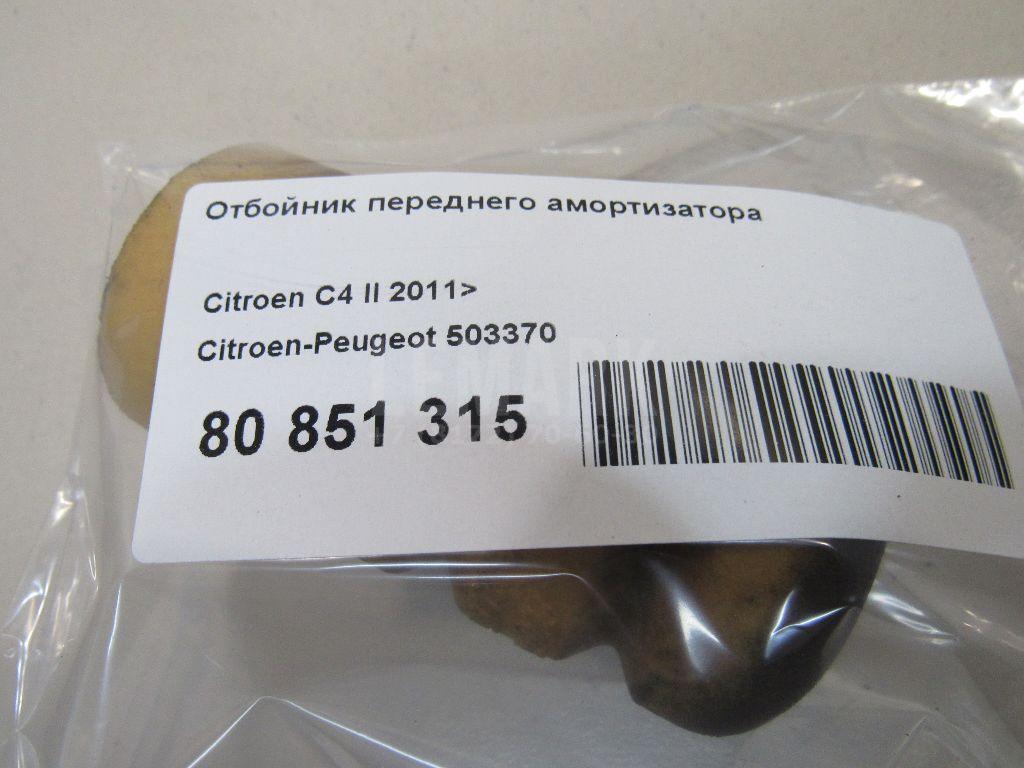 Отбойник переднего амортизатора
Citroen C4 II 2011>
Citroen-Peugeot 503370
80 851 315